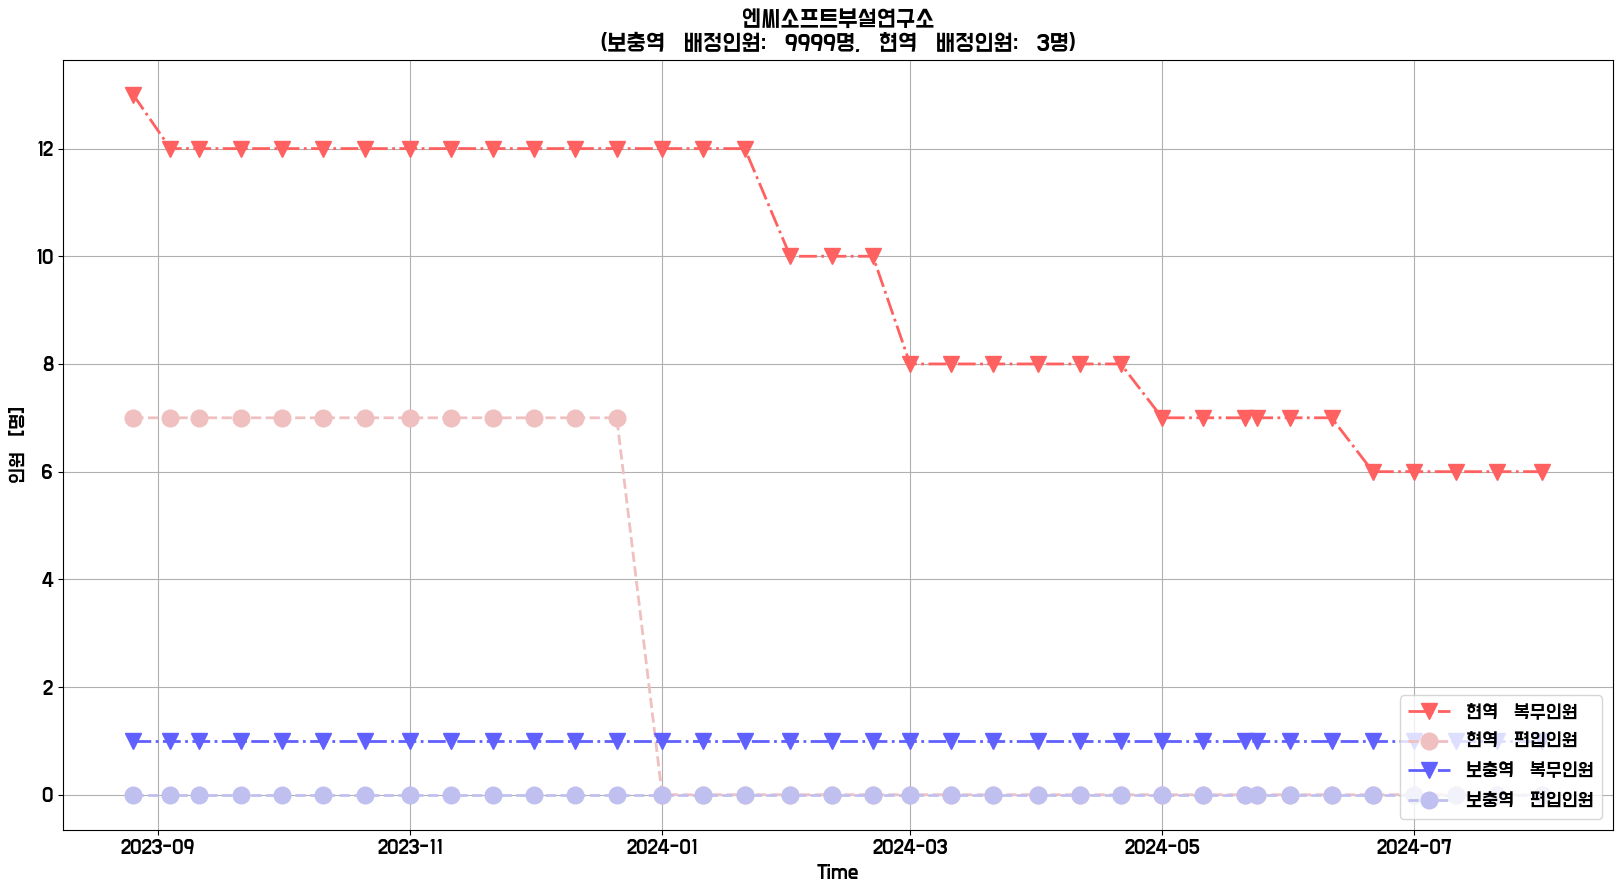 엔씨소프트부설연구소
(보충역 배정인원: 9999명, 현역 배정인원: 3명)
12
10
8
6
4
2
0
인원 [명]
현역 복무인원
현역 편입인원
보충역 복무인원
보충역 편입인원
2023-09
2023-11
2024-01
2024-03
2024-05
2024-07
Time